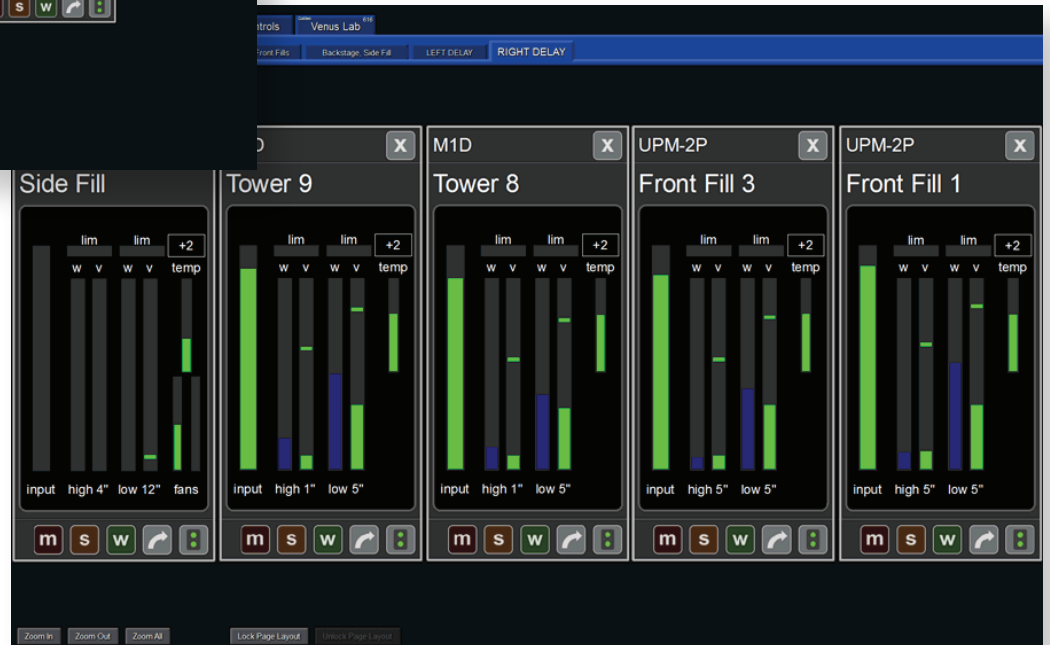 s w
ntrols Venus Lab
Front Fills Backstage, Side Fill LEFT DELAY RIGHT DELAY
X M1D X UPM-2P X UPM-2P X
Side Fill Tower 9 Tower 8 Front Fill 3 Front Fill 1
lim lim +2 lim lim +2 lim lim +2 lim lim +2 lim lim +2
w v w v temp w v w v temp w v w v temp w v w v temp w v w v temp
input high 4" low 12" fans input high 1" low 5" input high 1" low 5" input high 5" low 5" input high 5" low 5"
m s w m s w m s w m s w m s w
Zoom In Zoom Out Zoom All Lock Page Layout Unlock Page Layout